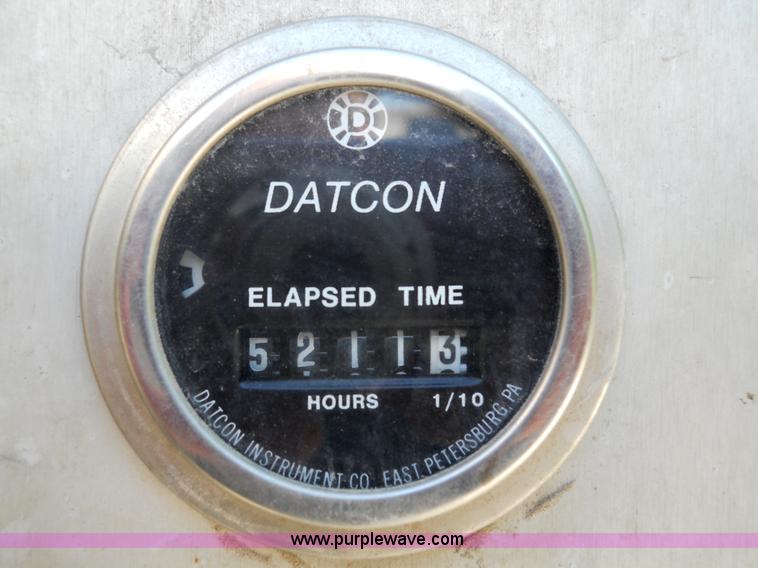 D
DATCON
ELAPSED TIME
52113
HOURS 1/10
DATCON INSTRUMENT CO. EAST PETERSBURG, PA
www.purplewave.com